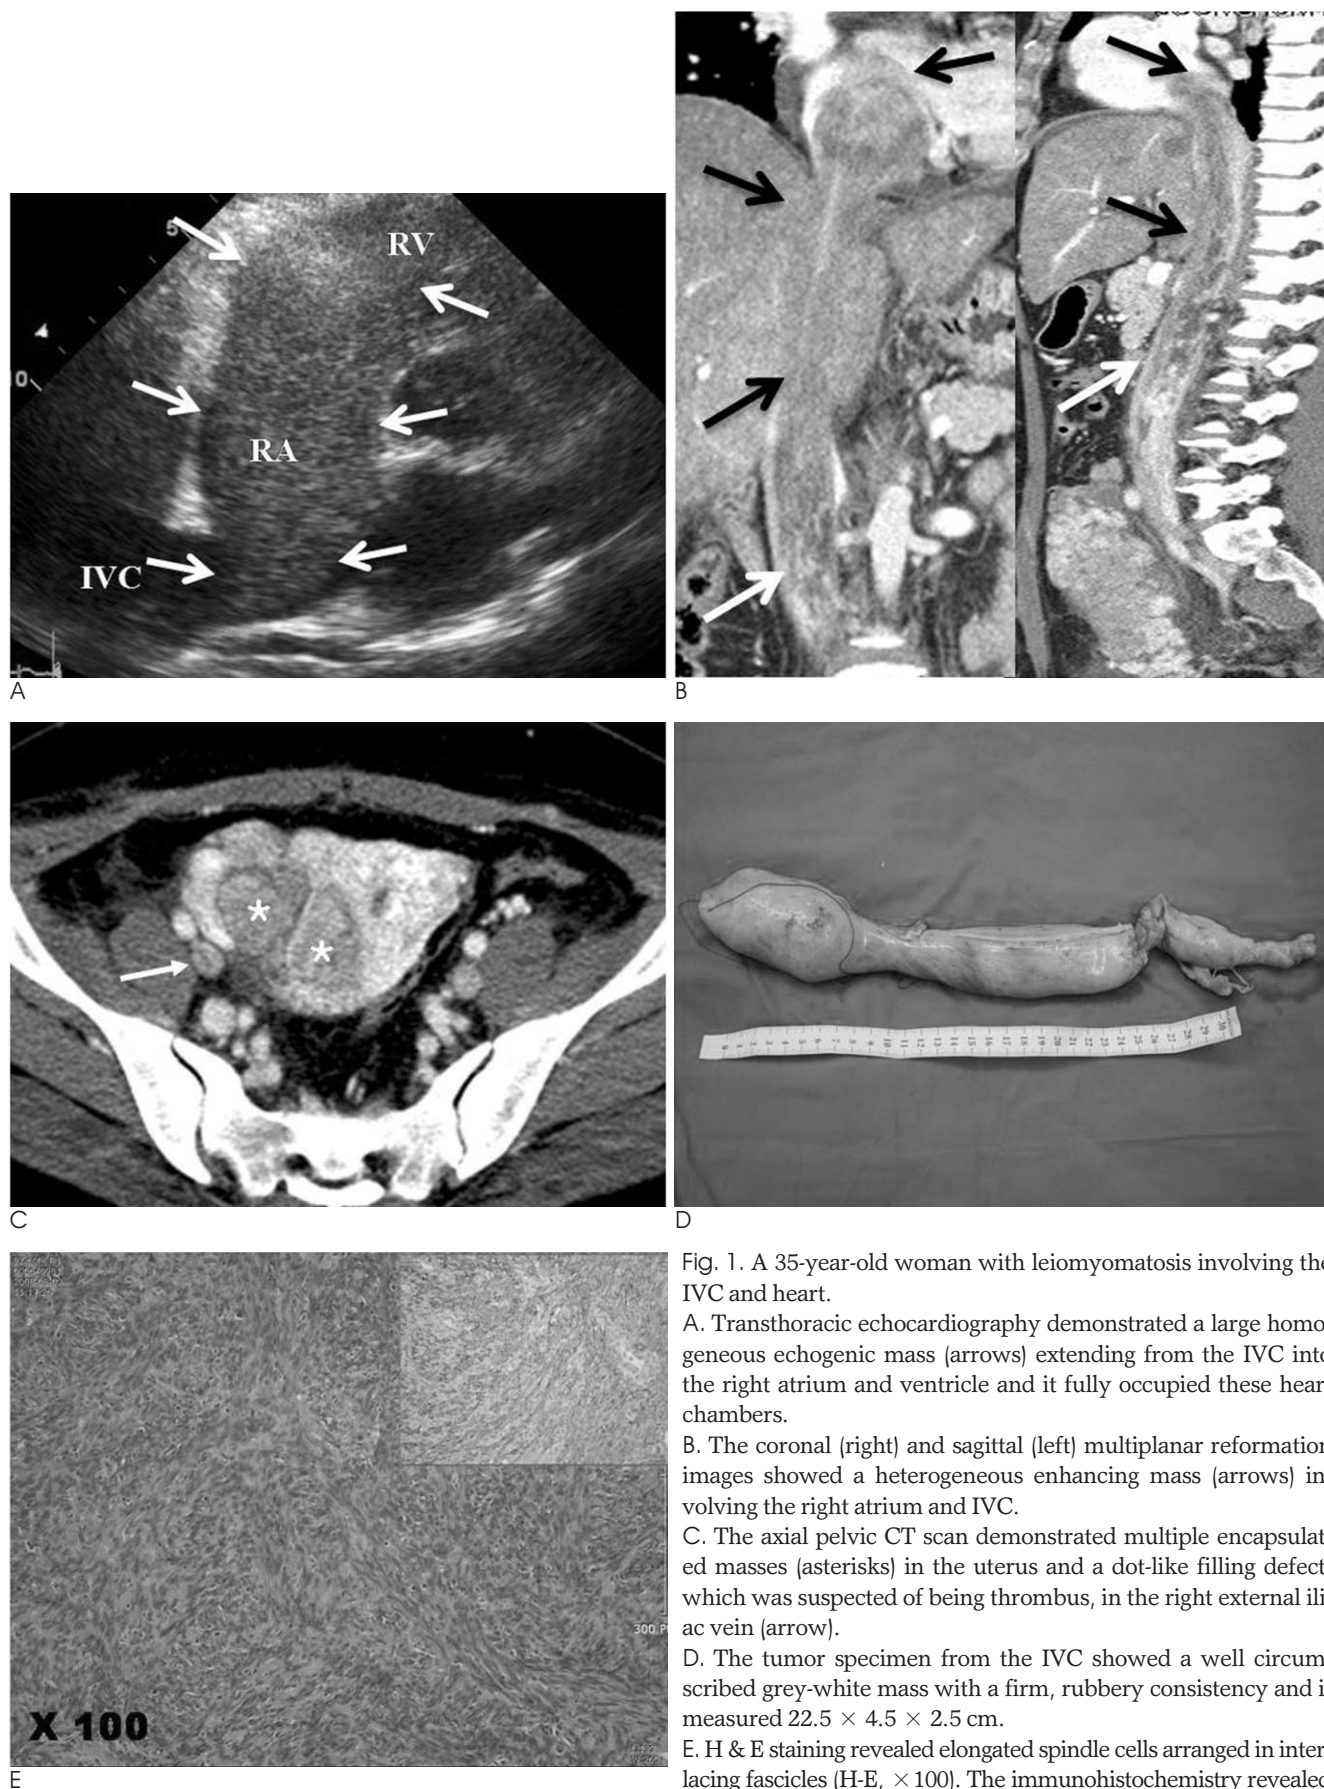 5
RV
10
RA
IVC
A
B
C
D
X 100
300
E
Fig. 1. A 35-year-old woman with leiomyomatosis involving the
IVC and heart.
A. Transthoracic echocardiography demonstrated a large homo
geneous echogenic mass (arrows) extending from the IVC into
the right atrium and ventricle and it fully occupied these hear
chambers.
B. The coronal (right) and sagittal (left) multiplanar reformation
images showed a heterogeneous enhancing mass (arrows) in
volving the right atrium and IVC.
C. The axial pelvic CT scan demonstrated multiple encapsulat
ed masses (asterisks) in the uterus and a dot-like filling defect
which was suspected of being thrombus, in the right external ili
ac vein (arrow).
D. The tumor specimen from the IVC showed a well circum
scribed grey-white mass with a firm, rubbery consistency and i
measured 22.5 × 4.5 × 2.5 cm.
E. H & E staining revealed elongated spindle cells arranged in inter
lacing fascicles (H-E, ×100). The immunohistochemistry revealed